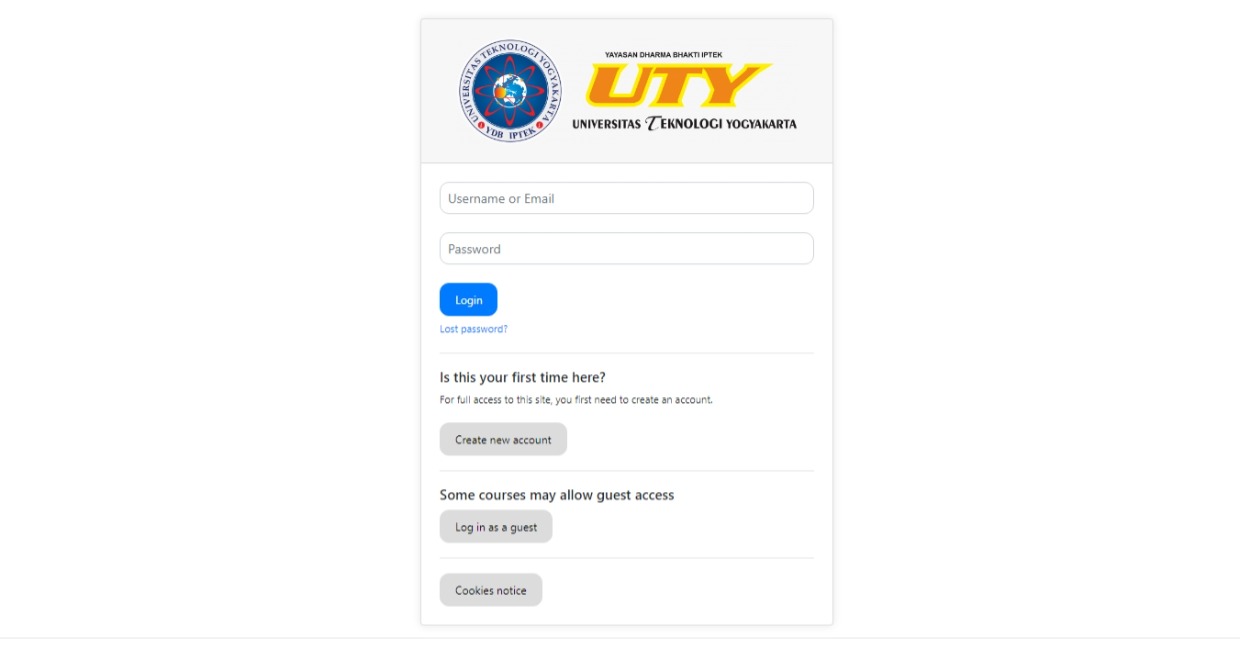 UNIVERSITAS TEKNOLOGI YOGYAKARTA
YDB IPTEK
YAYASAN DHARMA BHAKTI IPTEK
UTY
UNIVERSITAS TEKNOLOGI YOGYAKARTA
Username or Email
Password
Login
Lost password?
Is this your first time here?
For full access to this site, you first need to create an account.
Create new account
Some courses may allow guest access
Log in as a guest
Cookies notice